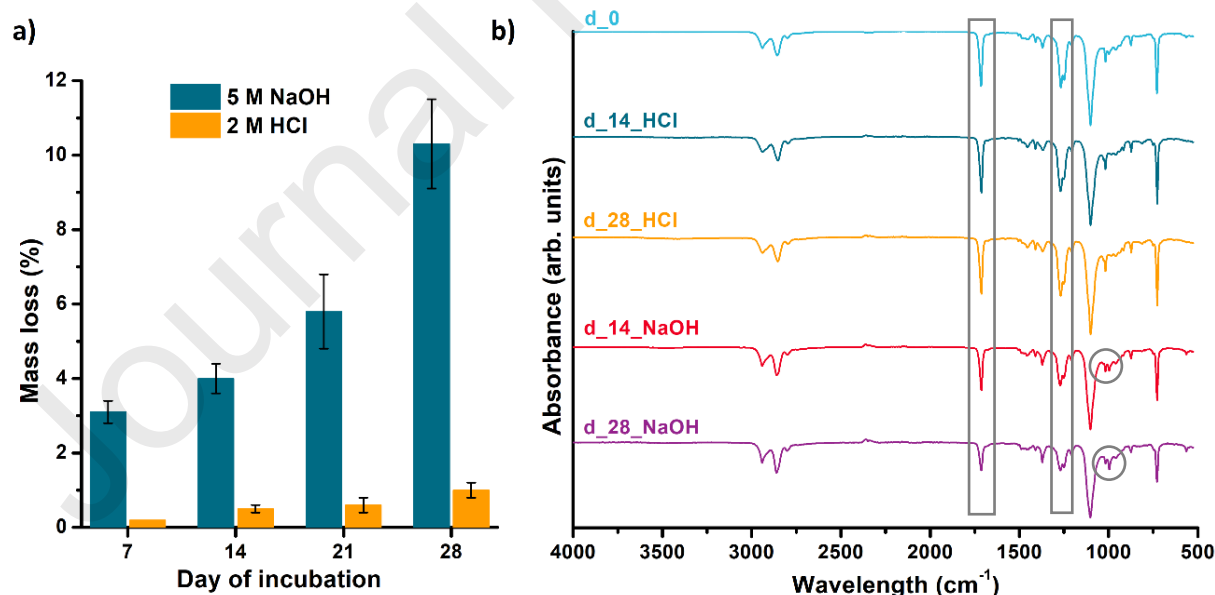 a)
Mass loss (%)
12
10
8
6
4
2
0
5 M NaOH
2 M HCl
7 14 21 28
Day of incubation
b)
Absorbance (arb. units)
d_0
d_14_HCl
d_28_HCl
d_14_NaOH
d_28_NaOH
4000 3500 3000 2500 2000 1500 1000 500
Wavelength (cm⁻¹)
Journal